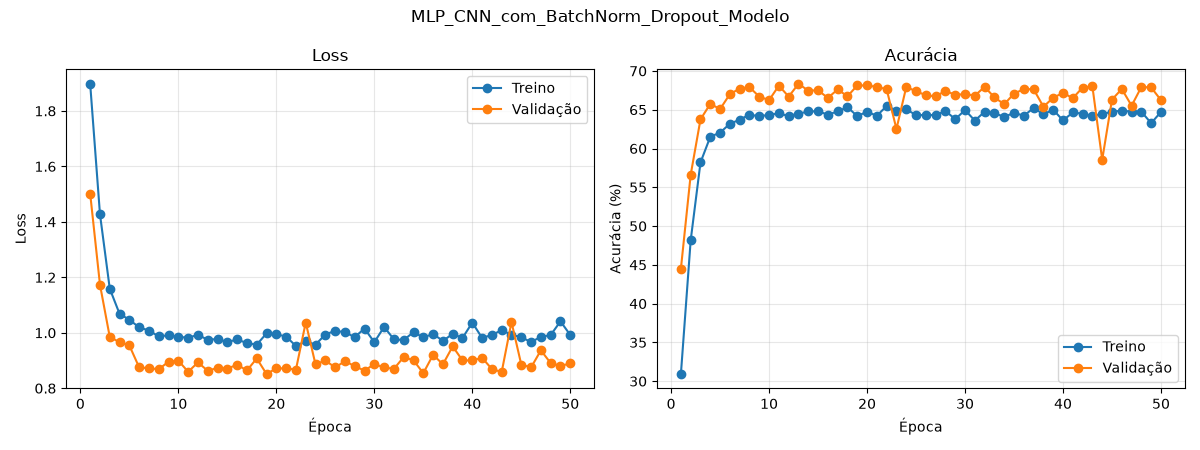 MLP_CNN_com_BatchNorm_Dropout_Modelo
Loss
Treino
Validação
1.8
1.6
1.4
1.2
1.0
0.8
Loss
0
10
20
30
40
50
Época
Acurácia
70
65
60
55
50
45
40
35
30
Acurácia (%)
Treino
Validação
0
10
20
30
40
50
Época